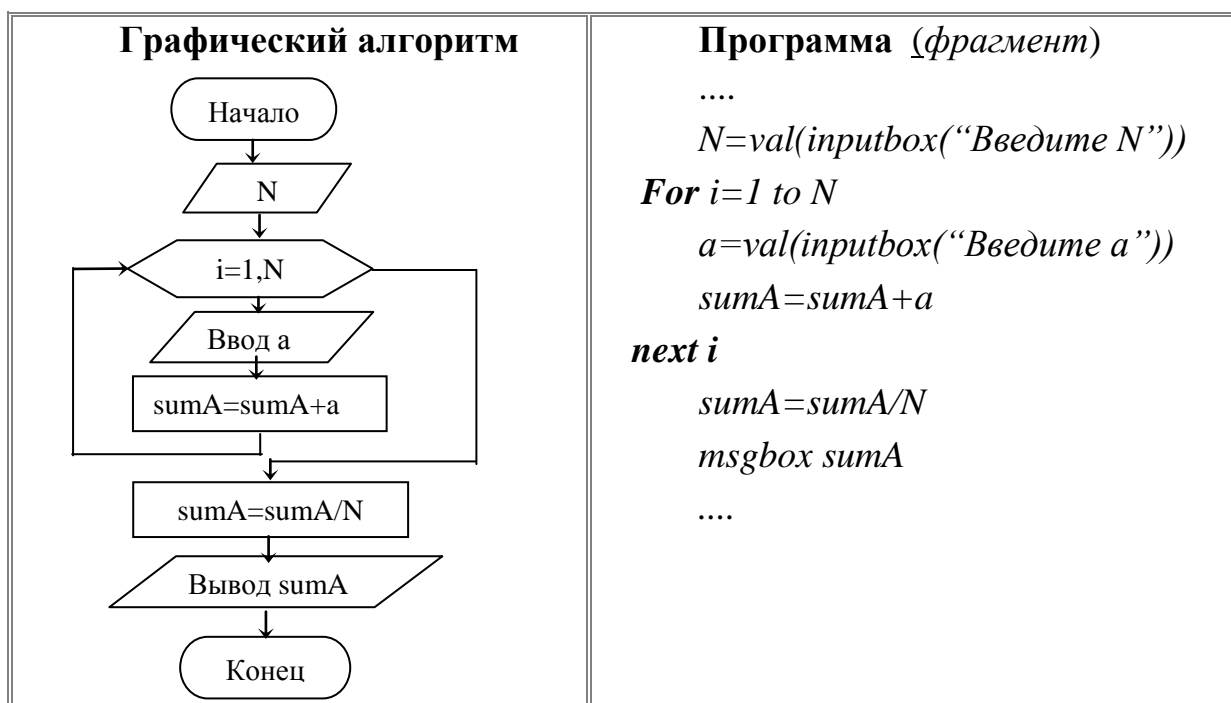 Графический алгоритм
Начало
N
i=1,N
Ввод a
sumA=sumA+a
sumA=sumA/N
Вывод sumA
Конец
Программа (фрагмент)
....
N=val(inputbox(“Введите N”))
For i=1 to N
a=val(inputbox(“Введите a”))
sumA=sumA+a
next i
sumA=sumA/N
msgbox sumA
....